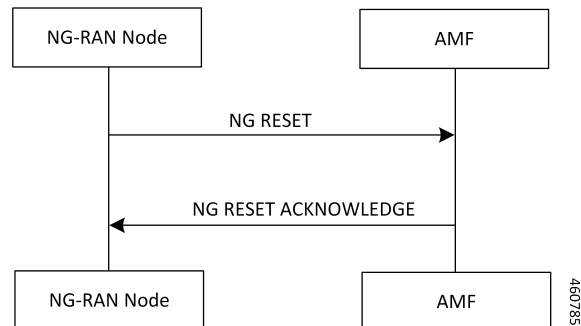 NG-RAN Node
AMF
NG RESET
NG RESET ACKNOWLEDGE
NG-RAN Node
AMF
460785